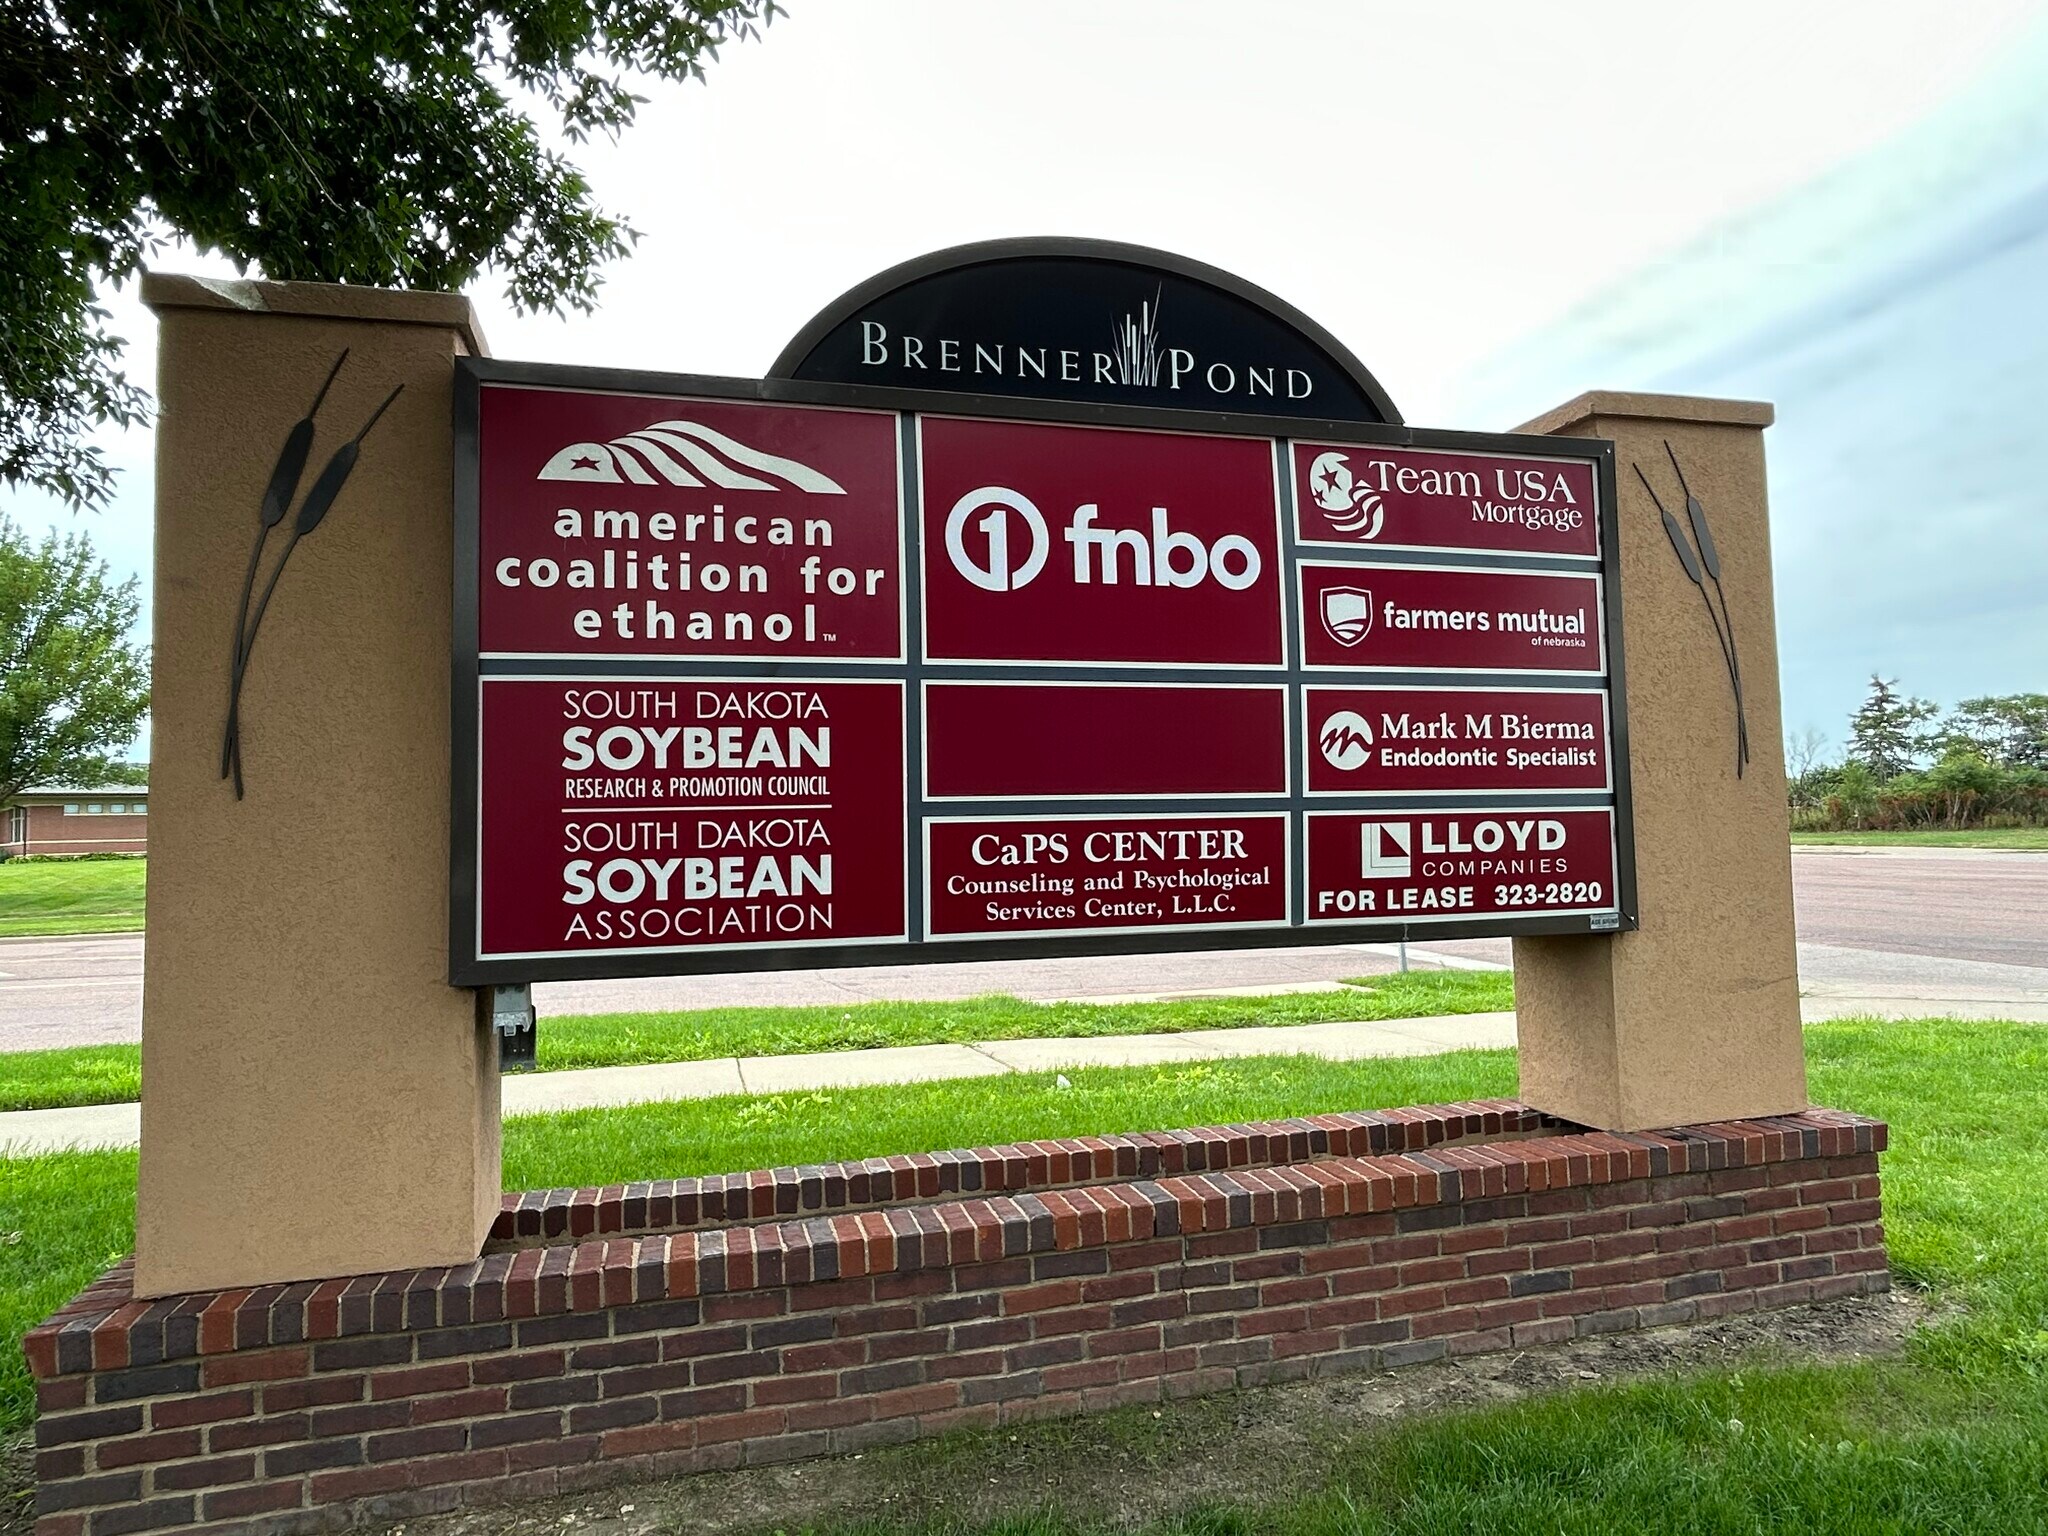 BRENNER POND
american
coalition for
ethanol™
SOUTH DAKOTA
SOYBEAN
RESEARCH & PROMOTION COUNCIL
SOUTH DAKOTA
SOYBEAN
ASSOCIATION
1 fnbo
CaPS CENTER
Counseling and Psychological
Services Center, L.L.C.
Team USA
Mortgage
farmers mutual
of nebraska
Mark M Bierma
Endodontic Specialist
LLOYD
COMPANIES
FOR LEASE 323-2820